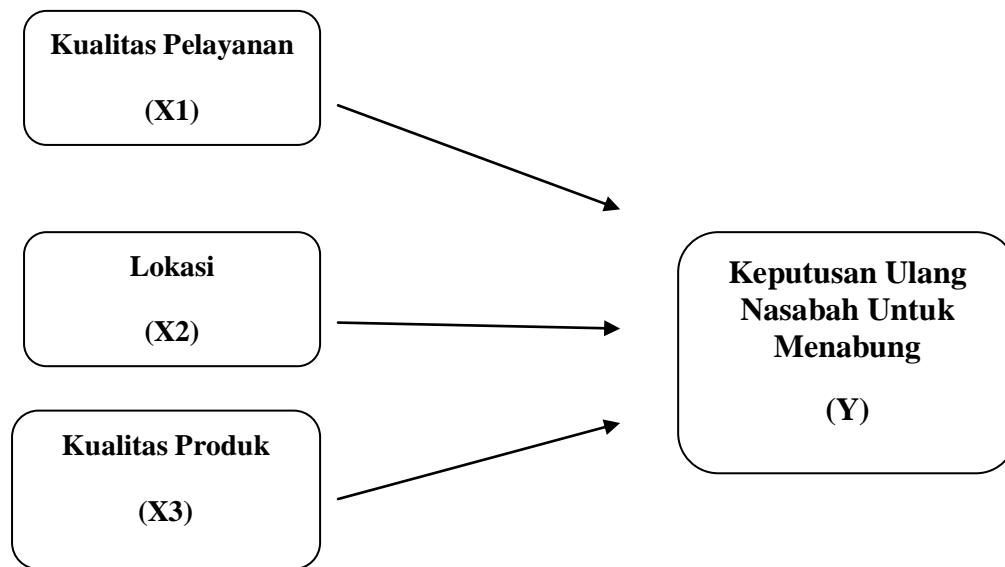 Kualitas Pelayanan
(X1)
Lokasi
(X2)
Kualitas Produk
(X3)
Keputusan Ulang
Nasabah Untuk
Menabung
(Y)